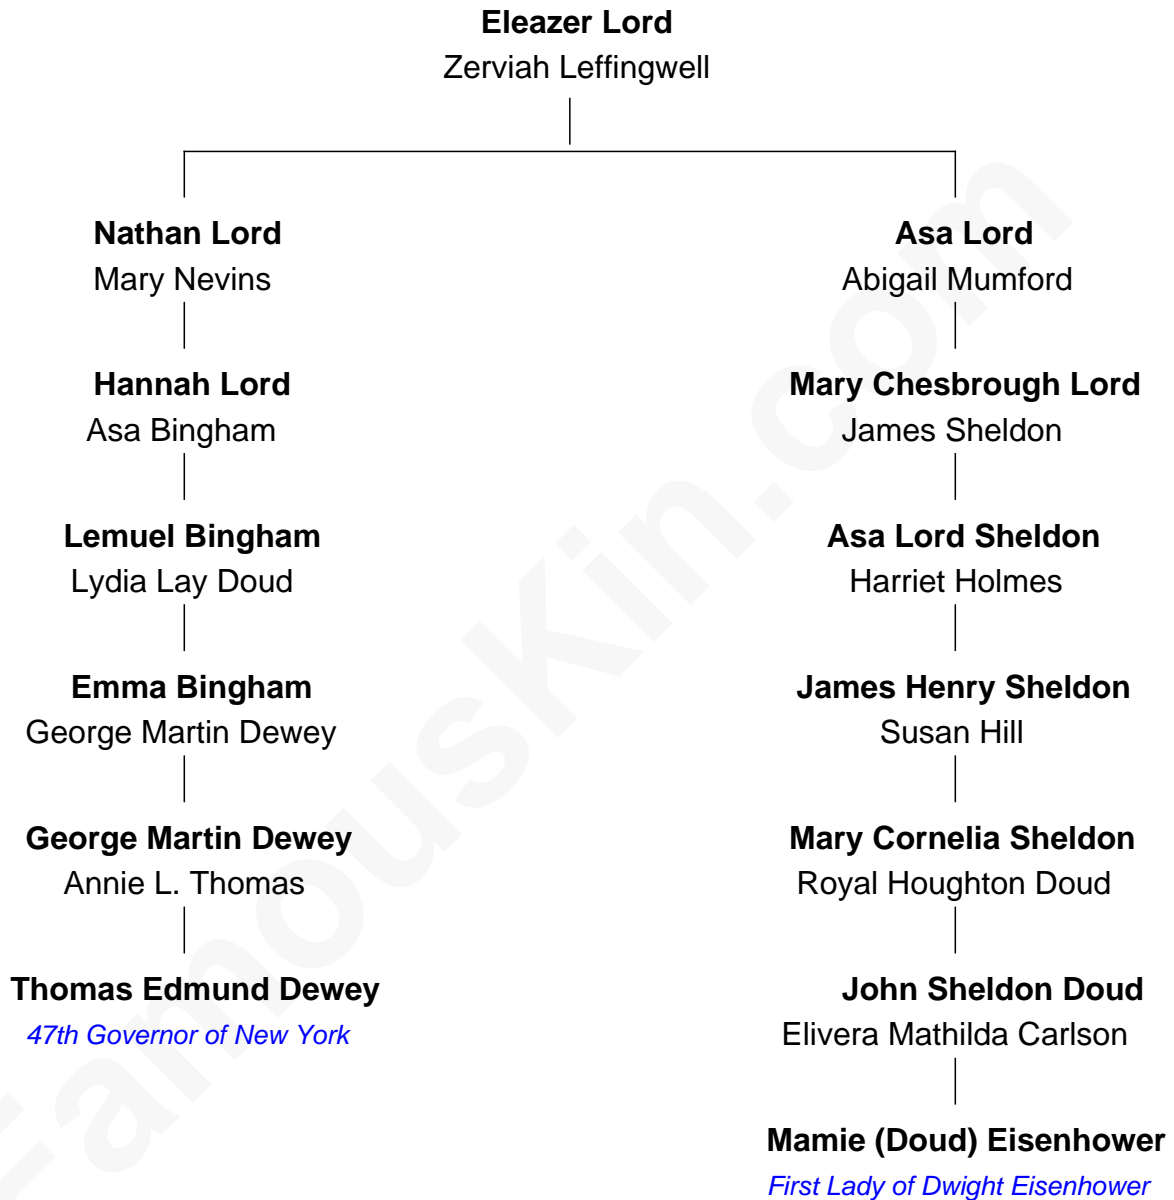 Eleazer Lord
Zerviah Leffingwell
Nathan Lord
Mary Nevins
Asa Lord
Abigail Mumford
Hannah Lord
Asa Bingham
Mary Chesbrough Lord
James Sheldon
Lemuel Bingham
Lydia Lay Doud
Asa Lord Sheldon
Harriet Holmes
Emma Bingham
George Martin Dewey
James Henry Sheldon
Susan Hill
George Martin Dewey
Annie L. Thomas
Mary Cornelia Sheldon
Royal Houghton Doud
Thomas Edmund Dewey
47th Governor of New York
John Sheldon Doud
Elivera Mathilda Carlson
Mamie (Doud) Eisenhower
First Lady of Dwight Eisenhower
FamousKin.com